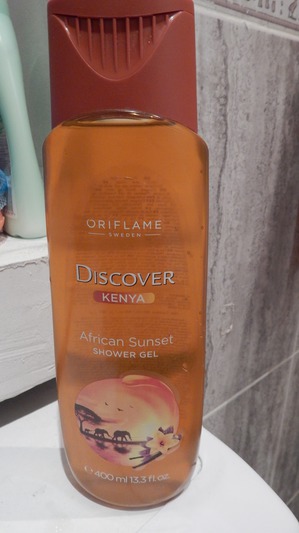 ORIFLAME
SWEDEN
DISCOVER
KENYA
African Sunset
SHOWER GEL
℮ 400 ml 13.3 fl. oz.